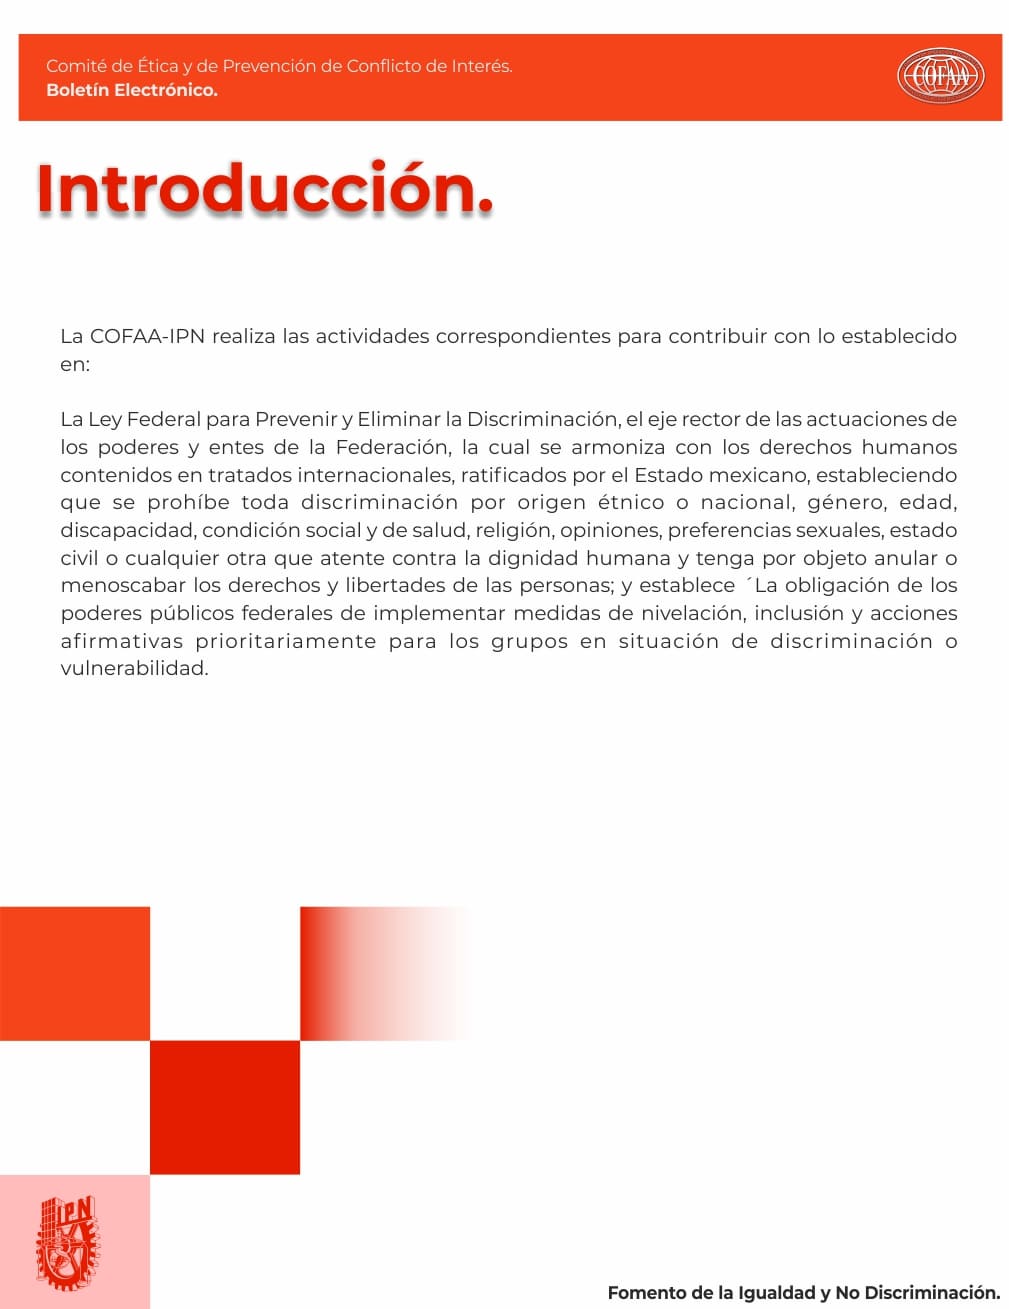 Comité de Ética y de Prevención de Conflicto de Interés.
Boletín Electrónico.
COFAA
Introducción.
La COFAA-IPN realiza las actividades correspondientes para contribuir con lo establecido
en:
La Ley Federal para Prevenir y Eliminar la Discriminación, el eje rector de las actuaciones de
los poderes y entes de la Federación, la cual se armoniza con los derechos humanos
contenidos en tratados internacionales, ratificados por el Estado mexicano, estableciendo
que se prohíbe toda discriminación por origen étnico o nacional, género, edad,
discapacidad, condición social y de salud, religión, opiniones, preferencias sexuales, estado
civil o cualquier otra que atente contra la dignidad humana y tenga por objeto anular o
menoscabar los derechos y libertades de las personas; y establece ´La obligación de los
poderes públicos federales de implementar medidas de nivelación, inclusión y acciones
afirmativas prioritariamente para los grupos en situación de discriminación o
vulnerabilidad.
IPN
Fomento de la Igualdad y No Discriminación.